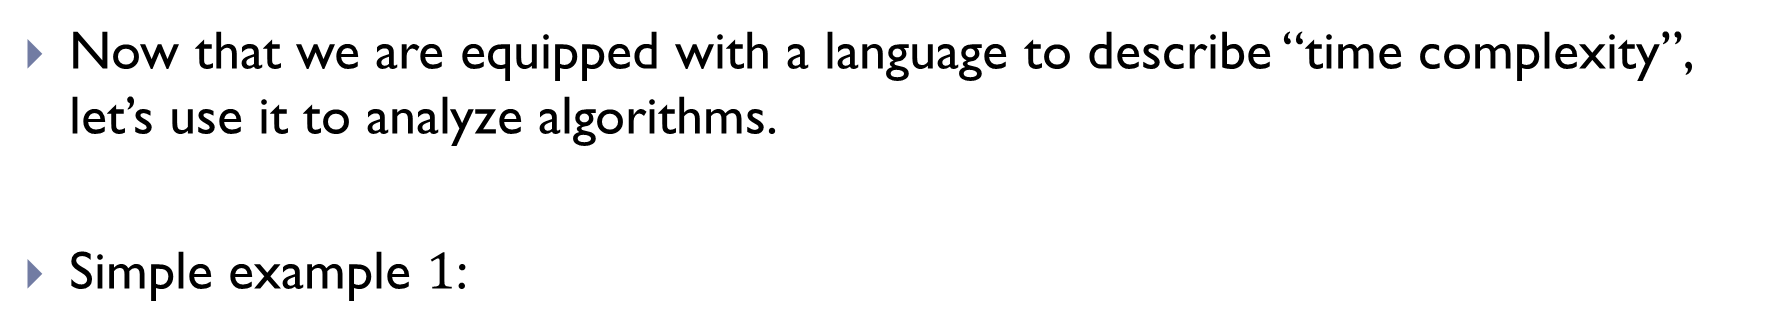 Now that we are equipped with a language to describe “time complexity”,
let’s use it to analyze algorithms.
Simple example 1: